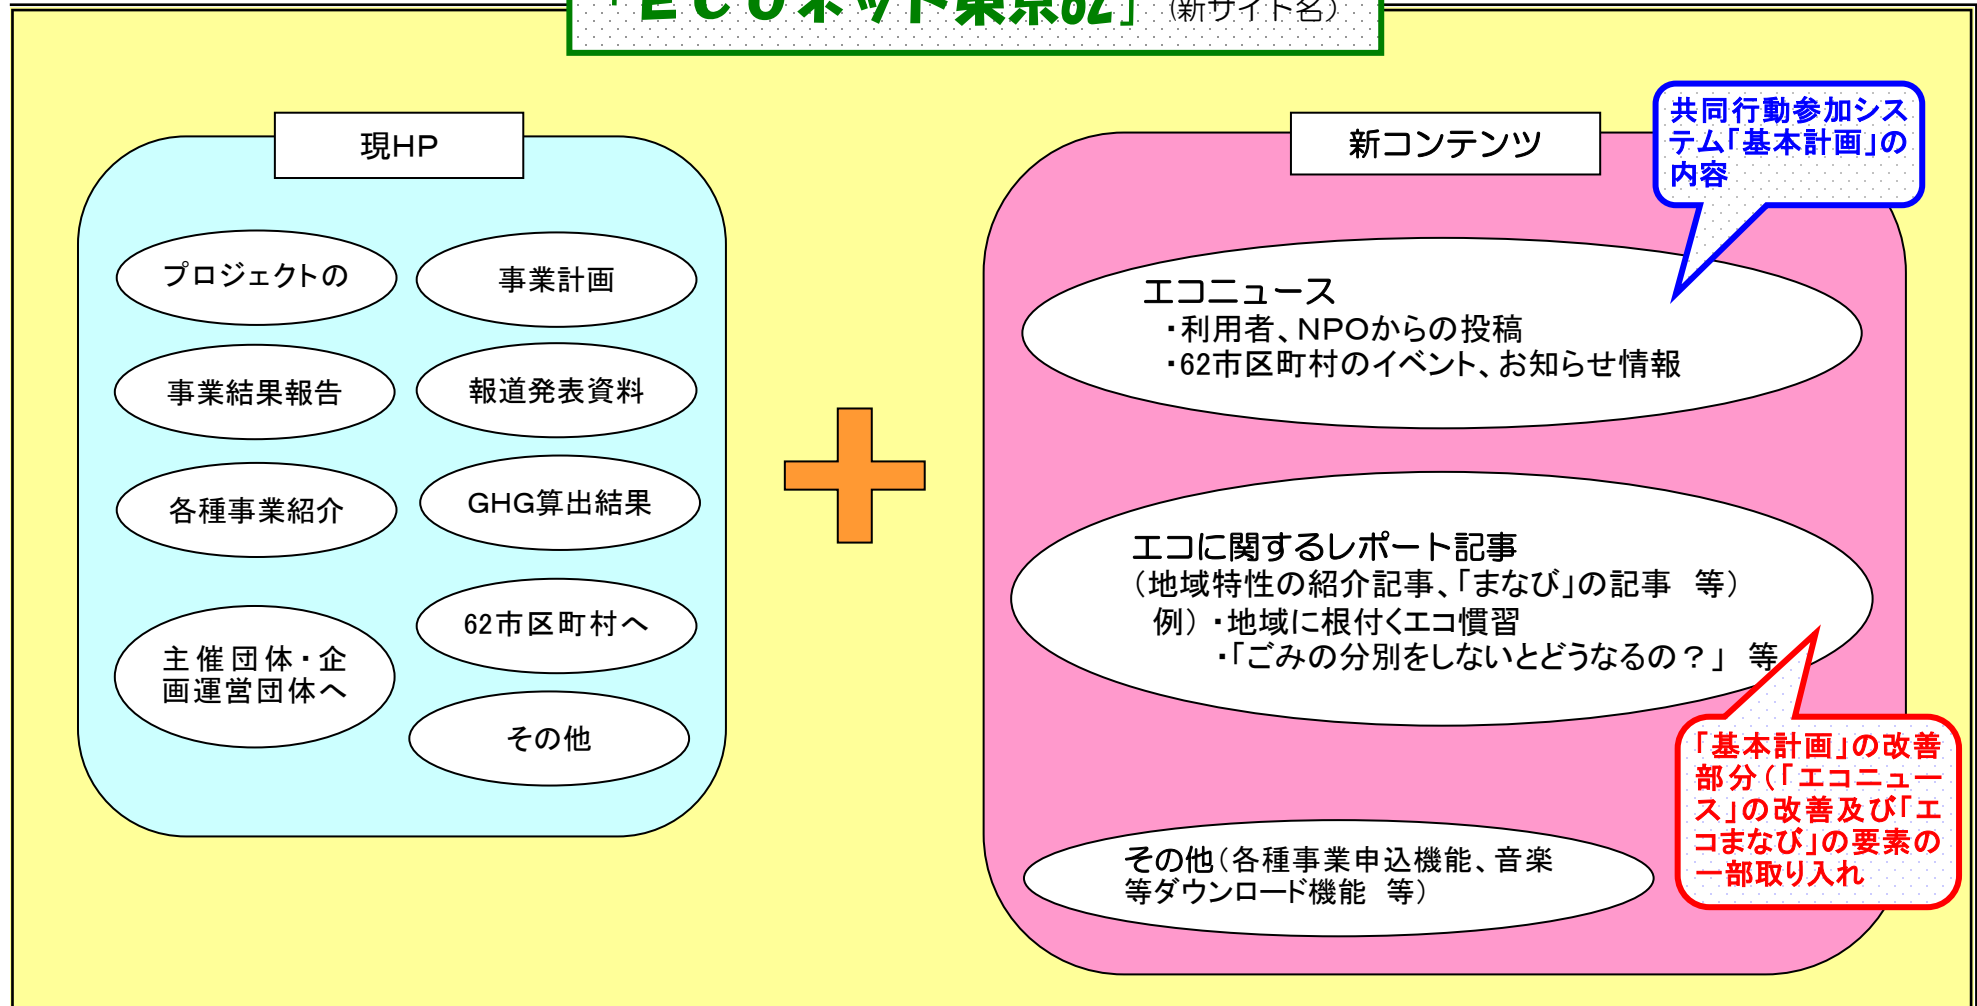 「ECOネット東京62」（新サイト名）
現HP
プロジェクトの
事業計画
事業結果報告
報道発表資料
各種事業紹介
GHG算出結果
62市区町村へ
主催団体・企
画運営団体へ
その他
新コンテンツ
共同行動参加シス
テム「基本計画」の
内容
エコニュース
・利用者、NPOからの投稿
・62市区町村のイベント、お知らせ情報
エコに関するレポート記事
（地域特性の紹介記事、「まなび」の記事　等）
例）・地域に根付くエコ慣習
・「ごみの分別をしないとどうなるの？」 等
「基本計画」の改善
部分（「エコニュー
ス」の改善及び「エ
コまなび」の要素の
一部取り入れ
その他（各種事業申込機能、音楽
等ダウンロード機能　等）